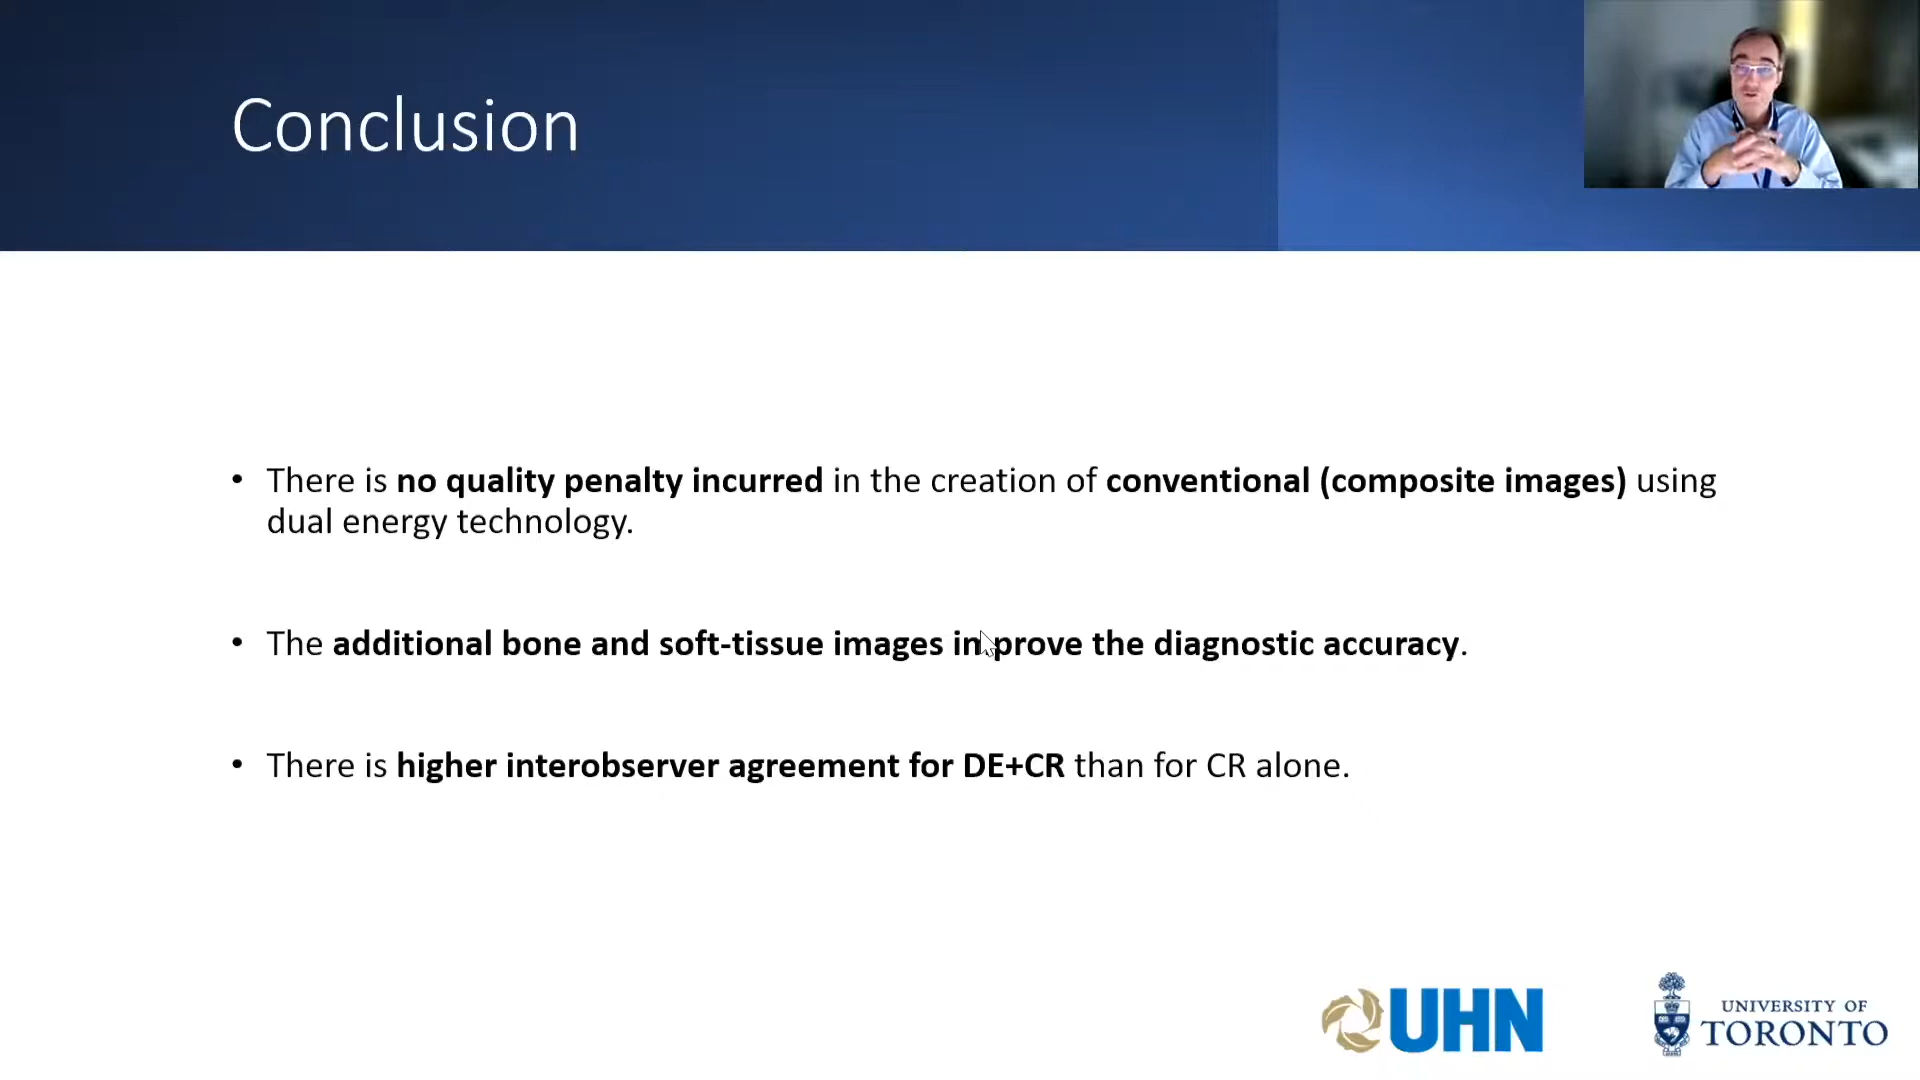 Conclusion
• There is no quality penalty incurred in the creation of conventional (composite images) using
dual energy technology.
• The additional bone and soft-tissue images improve the diagnostic accuracy.
• There is higher interobserver agreement for DE+CR than for CR alone.
UHN
UNIVERSITY OF
TORONTO